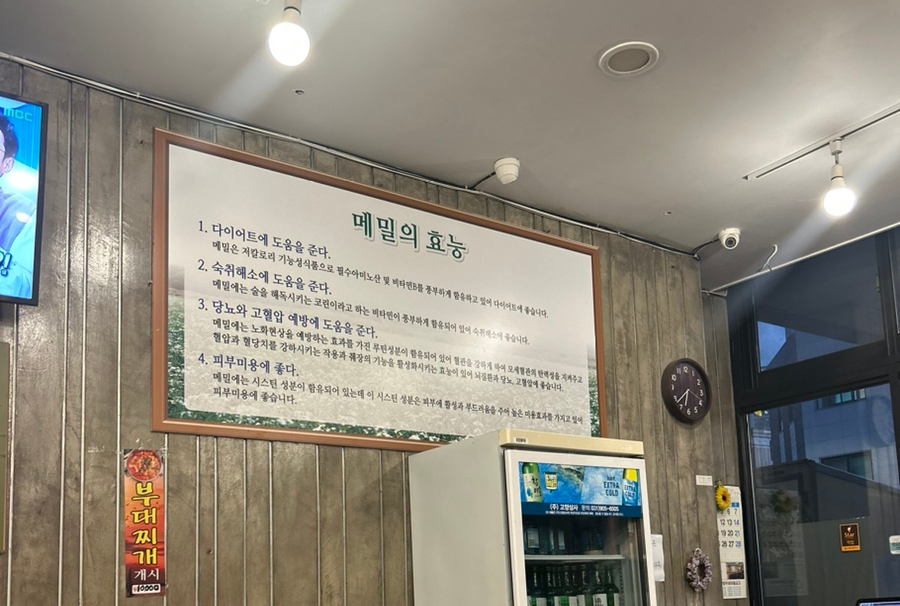 mbc
메밀의 효능
1. 다이어트에 도움을 준다.
메밀은 저칼로리 기능성식품으로 필수아미노산 및 비타민B를 풍부하게 함유하고 있어 다이어트에 좋습니다.
2. 숙취해소에 도움을 준다.
메밀에는 술을 해독시키는 코린이라고 하는 비타민이 풍부하게 함유되어 있어 숙취해소에 좋습니다.
3. 당뇨와 고혈압 예방에 도움을 준다.
메밀에는 노화현상을 예방하는 효과를 가진 루틴성분이 함유되어 있어 혈관을 강하게 하여 모세혈관의 탄력성을 지켜주고
혈압과 혈당치를 강하시키는 작용과 췌장의 기능을 활성화시키는 효능이 있어 뇌질환과 당뇨, 고혈압에 좋습니다.
4. 피부미용에 좋다.
메밀에는 시스틴 성분이 함유되어 있는데 이 시스틴 성분은 피부에 활성과 부드러움을 주어 높은 미용효과를 가지고 있어
피부미용에 좋습니다.
부대찌개
개시
EXTRA
COLD
EXTRA
COLD
(주) 고양상사